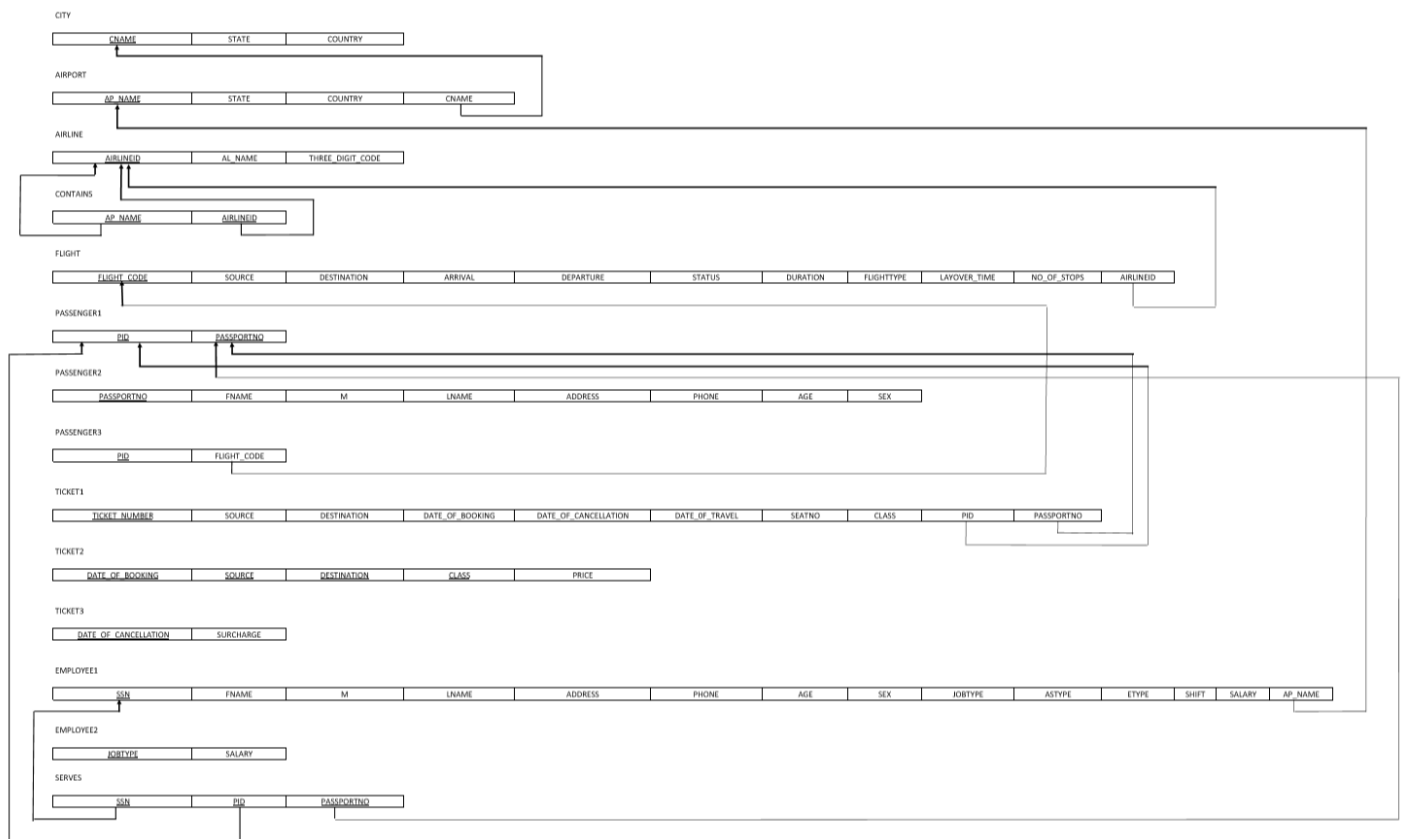 CITY
CNAME STATE COUNTRY
AIRPORT
AP_NAME STATE COUNTRY CNAME
AIRLINE
AIRLINEID AL_NAME THREE_DIGIT_CODE
CONTAINS
AP_NAME AIRLINEID
FLIGHT
FLIGHT_CODE SOURCE DESTINATION ARRIVAL DEPARTURE STATUS DURATION FLIGHTTYPE LAYOVER_TIME NO_OF_STOPS AIRLINEID
PASSENGER1
PID PASSPORTNO
PASSENGER2
PASSPORTNO FNAME M LNAME ADDRESS PHONE AGE SEX
PASSENGER3
PID FLIGHT_CODE
TICKET1
TICKET_NUMBER SOURCE DESTINATION DATE_OF_BOOKING DATE_OF_CANCELLATION DATE_OF_TRAVEL SEATNO CLASS PID PASSPORTNO
TICKET2
DATE_OF_BOOKING SOURCE DESTINATION CLASS PRICE
TICKET3
DATE_OF_CANCELLATION SURCHARGE
EMPLOYEE1
SSN FNAME M LNAME ADDRESS PHONE AGE SEX JOBTYPE ASTYPE ETYPE SHIFT SALARY AP_NAME
EMPLOYEE2
JOBTYPE SALARY
SERVES
SSN PID PASSPORTNO